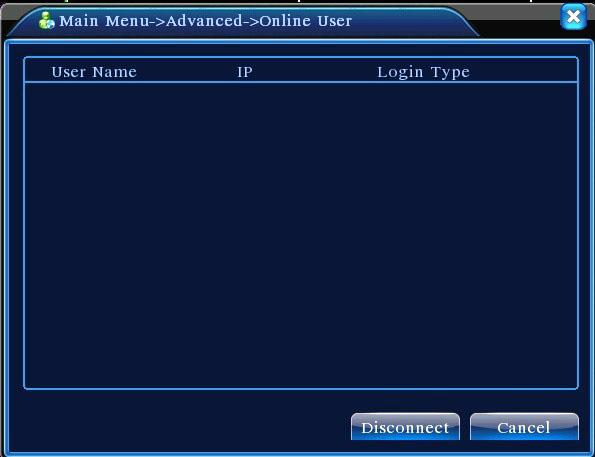 Main Menu->Advanced->Online User
User Name IP Login Type
Disconnect Cancel